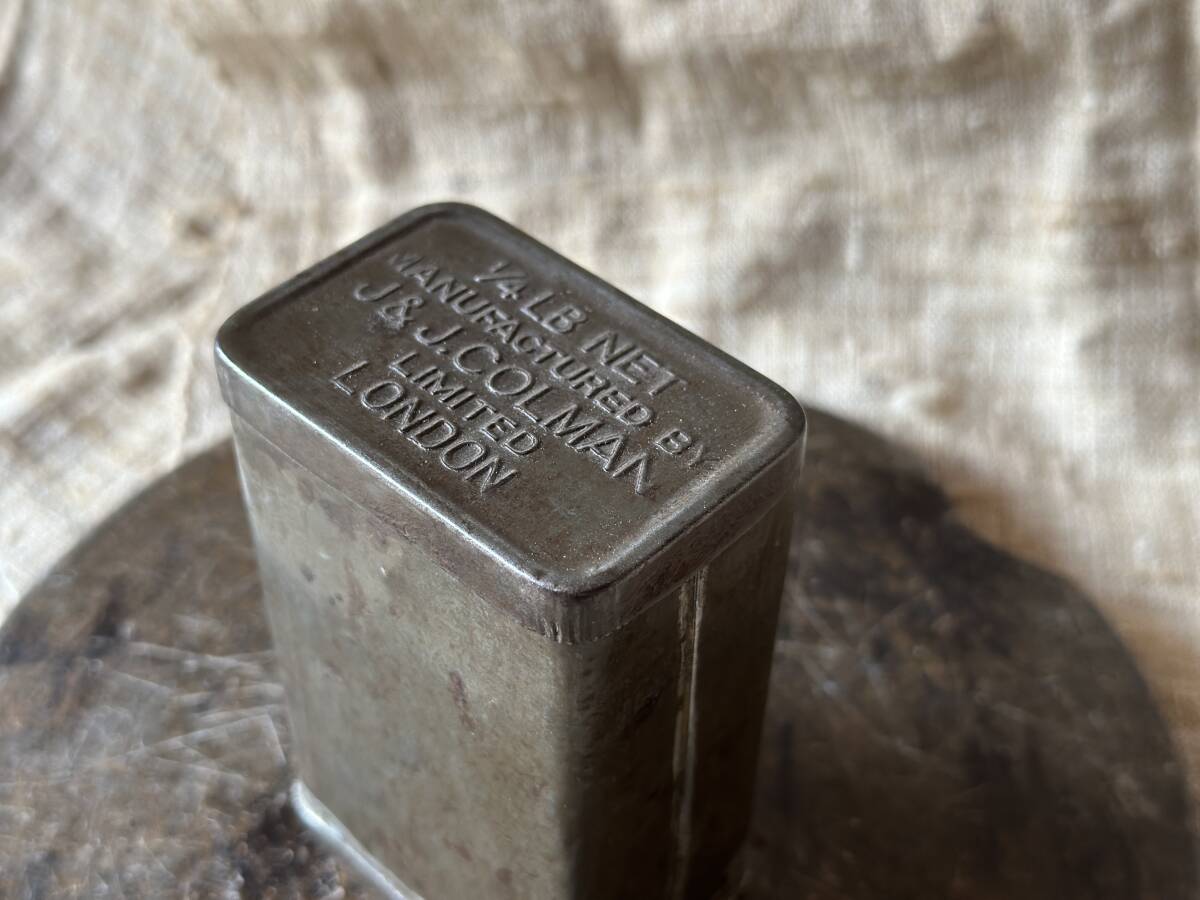 1/4 LB NET
MANUFACTURED BY
J & J. COLMAN
LIMITED
LONDON